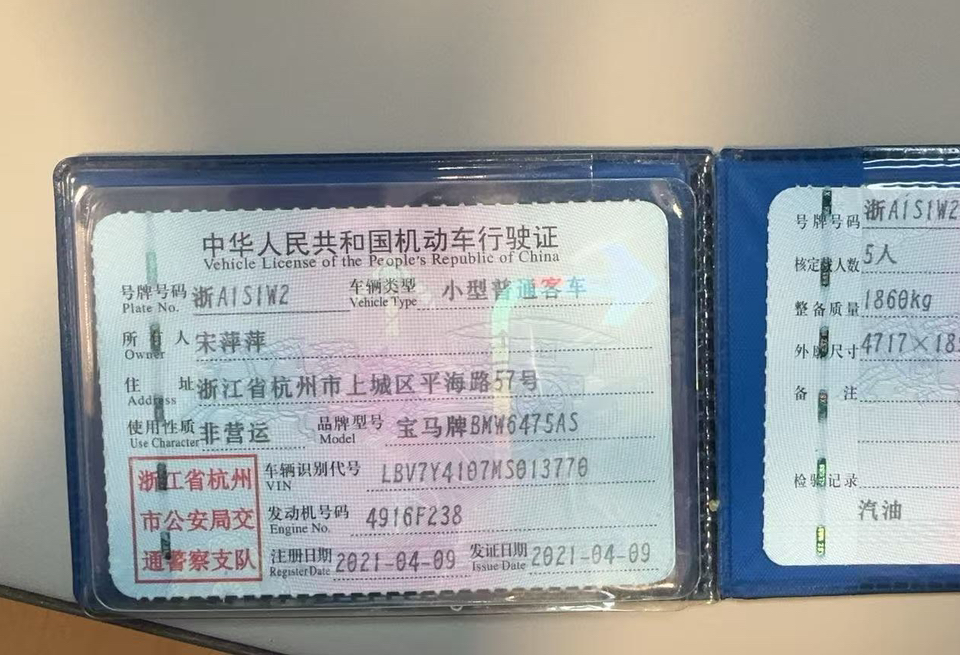 中华人民共和国机动车行驶证
Vehicle License of the People's Republic of China
号牌号码 浙A1S1W2 车辆类型 小型普通客车
Plate No. Vehicle Type
所有人 宋萍萍
Owner
住址 浙江省杭州市上城区平海路57号
Address
使用性质 非营运 品牌型号 宝马牌BMW6475AS
Use Character Model
浙江省杭州
市公安局交
通警察支队
车辆识别代号 LBV7Y4107MS013770
VIN
发动机号码 4916F238
Engine No.
注册日期 2021-04-09 发证日期 2021-04-09
Register Date Issue Date
号牌号码 浙A1S1W2
核定载人数 5人
整备质量 1860kg
外廓尺寸 4717×18
备注
检验记录
汽油